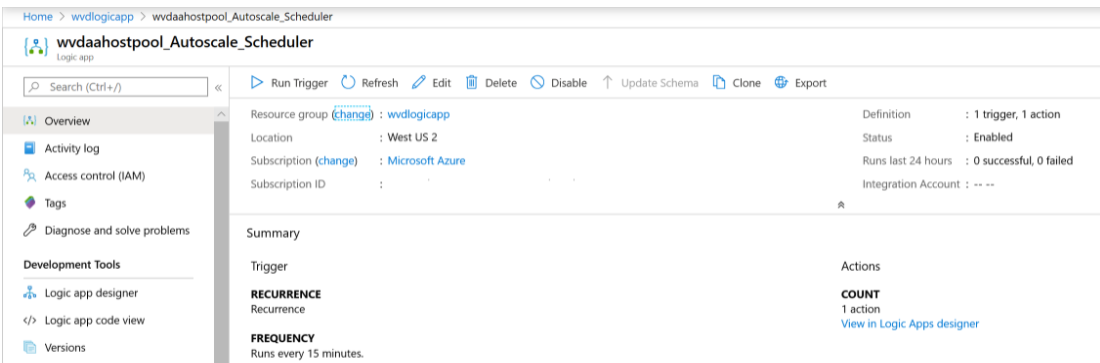 Home > wvdlogicapp > wvdaahostpool_Autoscale_Scheduler
wvdaahostpool_Autoscale_Scheduler
Logic app
Search (Ctrl+/)
«
Overview
Activity log
Access control (IAM)
Tags
Diagnose and solve problems
Development Tools
Logic app designer
</> Logic app code view
Versions
Run Trigger Refresh Edit Delete Disable Update Schema Clone Export
Resource group (change) : wvdlogicapp
Location : West US 2
Subscription (change) : Microsoft Azure
Subscription ID :
Definition : 1 trigger, 1 action
Status : Enabled
Runs last 24 hours : 0 successful, 0 failed
Integration Account : -- --
Summary
Trigger
RECURRENCE
Recurrence
FREQUENCY
Runs every 15 minutes.
Actions
COUNT
1 action
View in Logic Apps designer